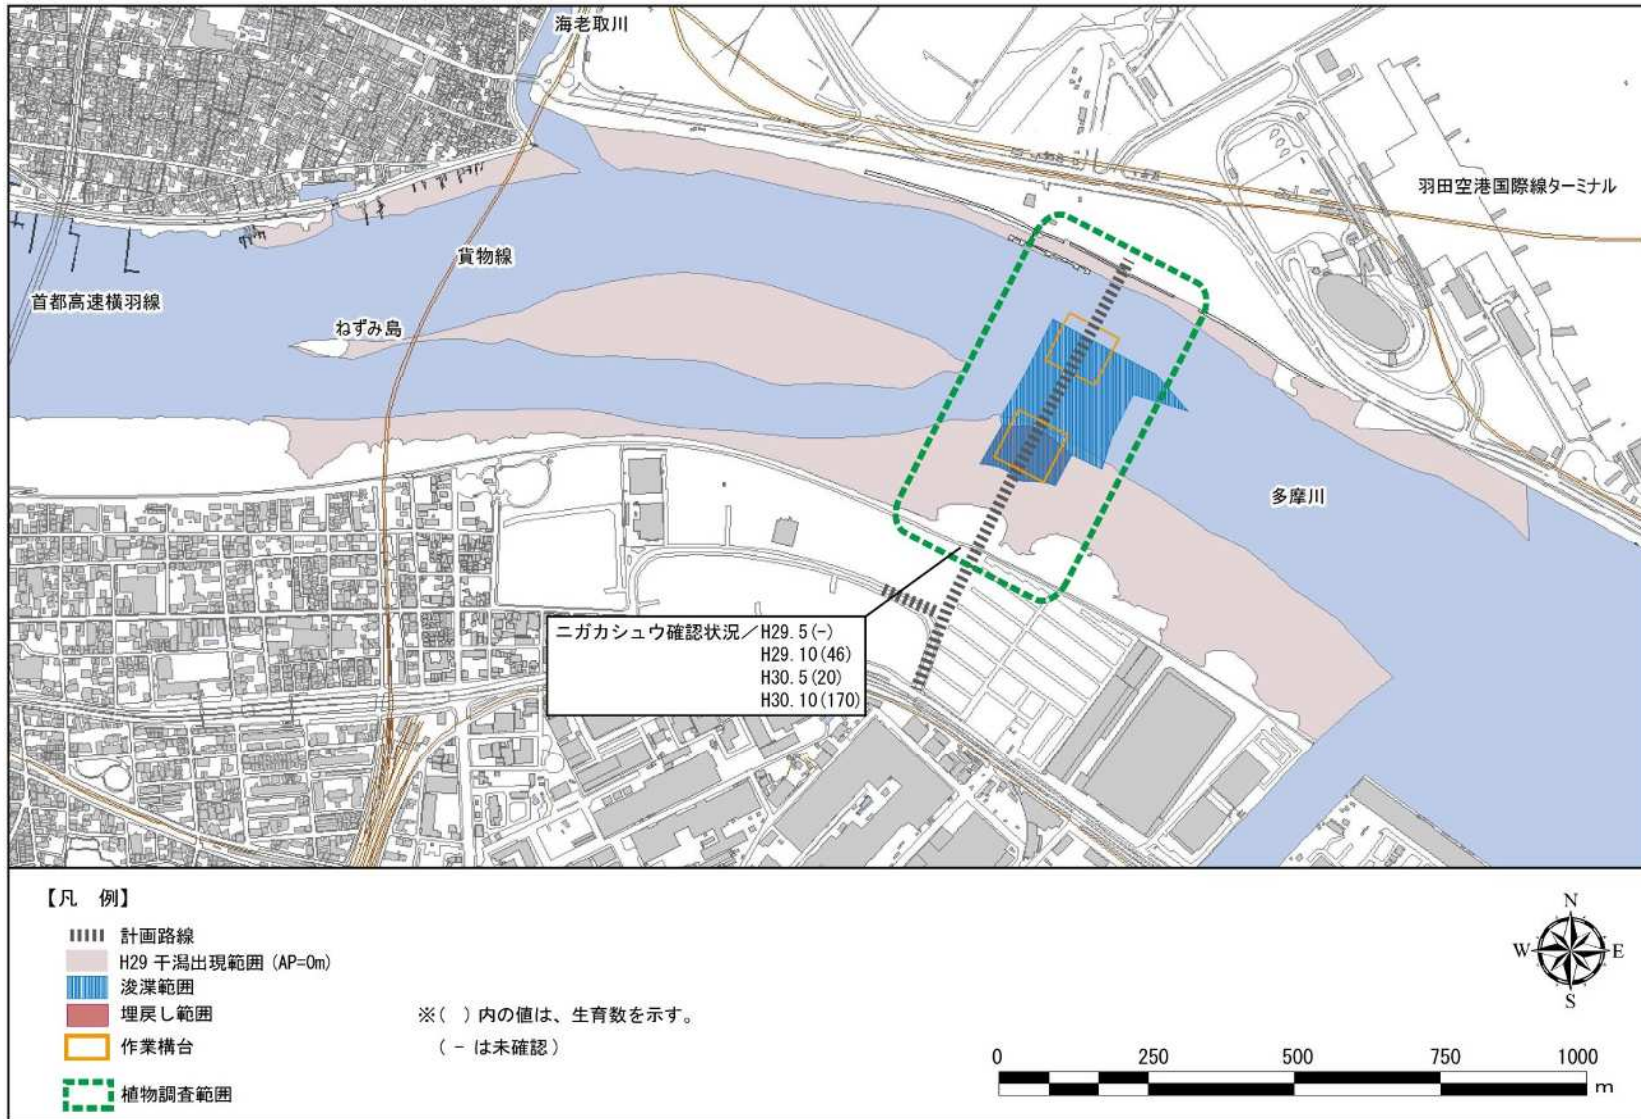 海老取川
羽田空港国際線ターミナル
貨物線
首都高速横羽線
ねずみ島
多摩川
ニガカシュウ確認状況／H29.5(-)
H29.10(46)
H30.5(20)
H30.10(170)
【凡　例】
計画路線
H29 干潟出現範囲 (AP=0m)
浚渫範囲
埋戻し範囲
作業構台
植物調査範囲
※(　) 内の値は、生育数を示す。
( - は未確認 )
N
W E
S
0 250 500 750 1000
m